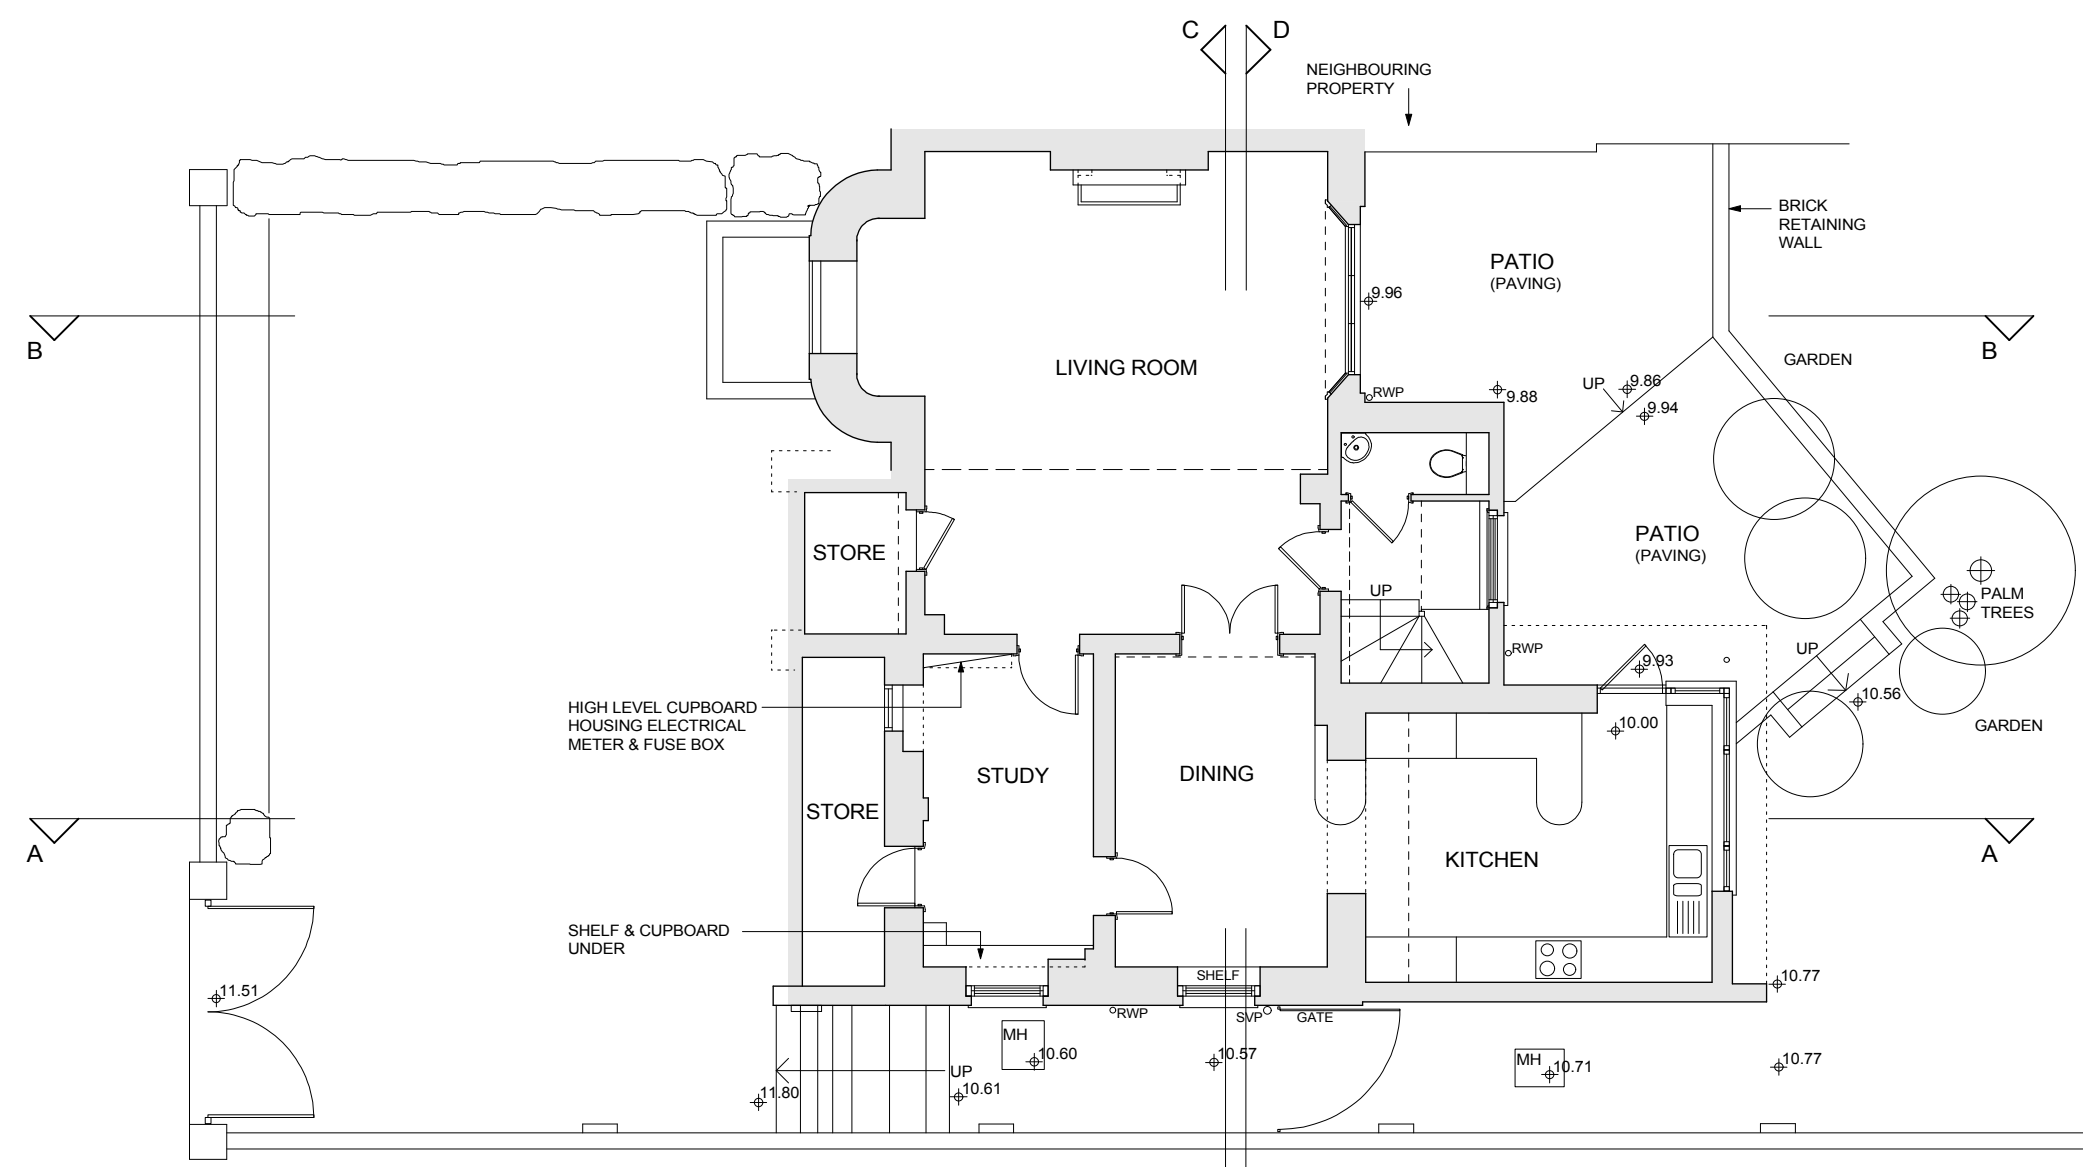 C
D
NEIGHBOURING
PROPERTY
BRICK
RETAINING
WALL
PATIO
(PAVING)
9.96
B
B
LIVING ROOM
GARDEN
UP
9.86
RWP
9.88
9.94
STORE
PATIO
(PAVING)
UP
PALM
TREES
RWP
UP
9.93
10.56
HIGH LEVEL CUPBOARD
HOUSING ELECTRICAL
METER & FUSE BOX
10.00
GARDEN
STUDY
DINING
STORE
A
KITCHEN
A
SHELF & CUPBOARD
UNDER
SHELF
11.51
10.77
RWP
SVP
GATE
MH
10.60
10.57
MH
10.71
10.77
UP
11.80
10.61